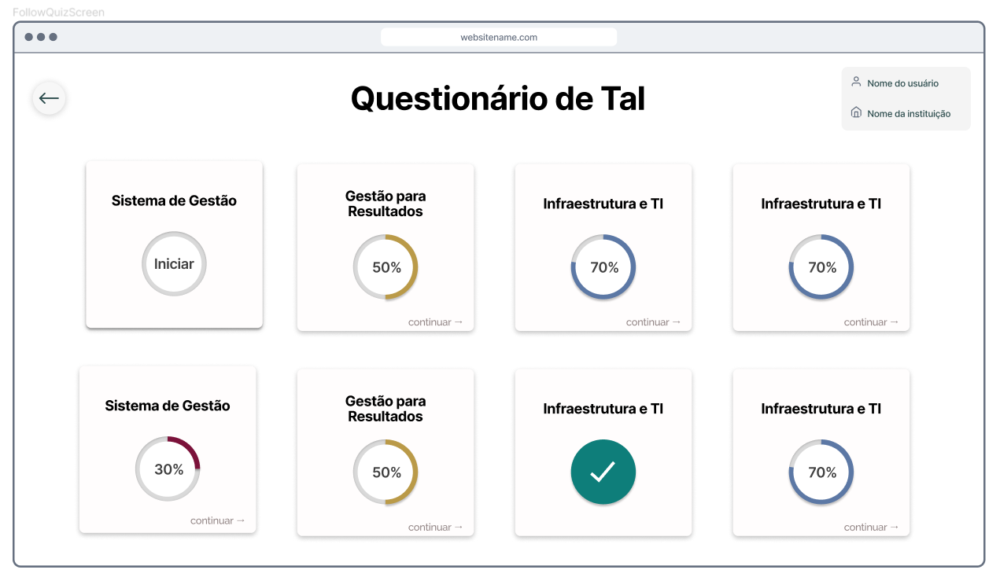 FollowQuizScreen
websitename.com
Questionário de Tal
Nome do usuário
Nome da instituição
Sistema de Gestão
Iniciar
Gestão para
Resultados
50%
continuar →
Infraestrutura e TI
70%
continuar →
Infraestrutura e TI
70%
continuar →
Sistema de Gestão
30%
continuar →
Gestão para
Resultados
50%
continuar →
Infraestrutura e TI
Infraestrutura e TI
70%
continuar →